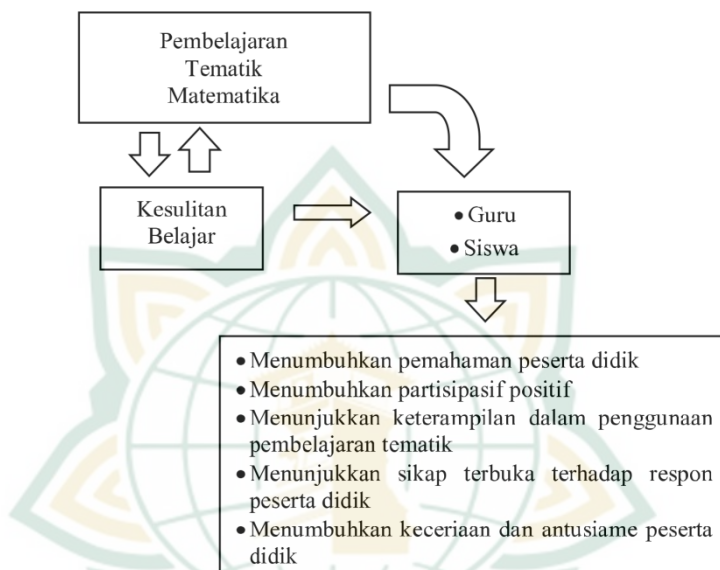 Pembelajaran
Tematik
Matematika
Kesulitan
Belajar
• Guru
• Siswa
• Menumbuhkan pemahaman peserta didik
• Menumbuhkan partisipasif positif
• Menunjukkan keterampilan dalam penggunaan
pembelajaran tematik
• Menunjukkan sikap terbuka terhadap respon
peserta didik
• Menumbuhkan keceriaan dan antusiame peserta
didik